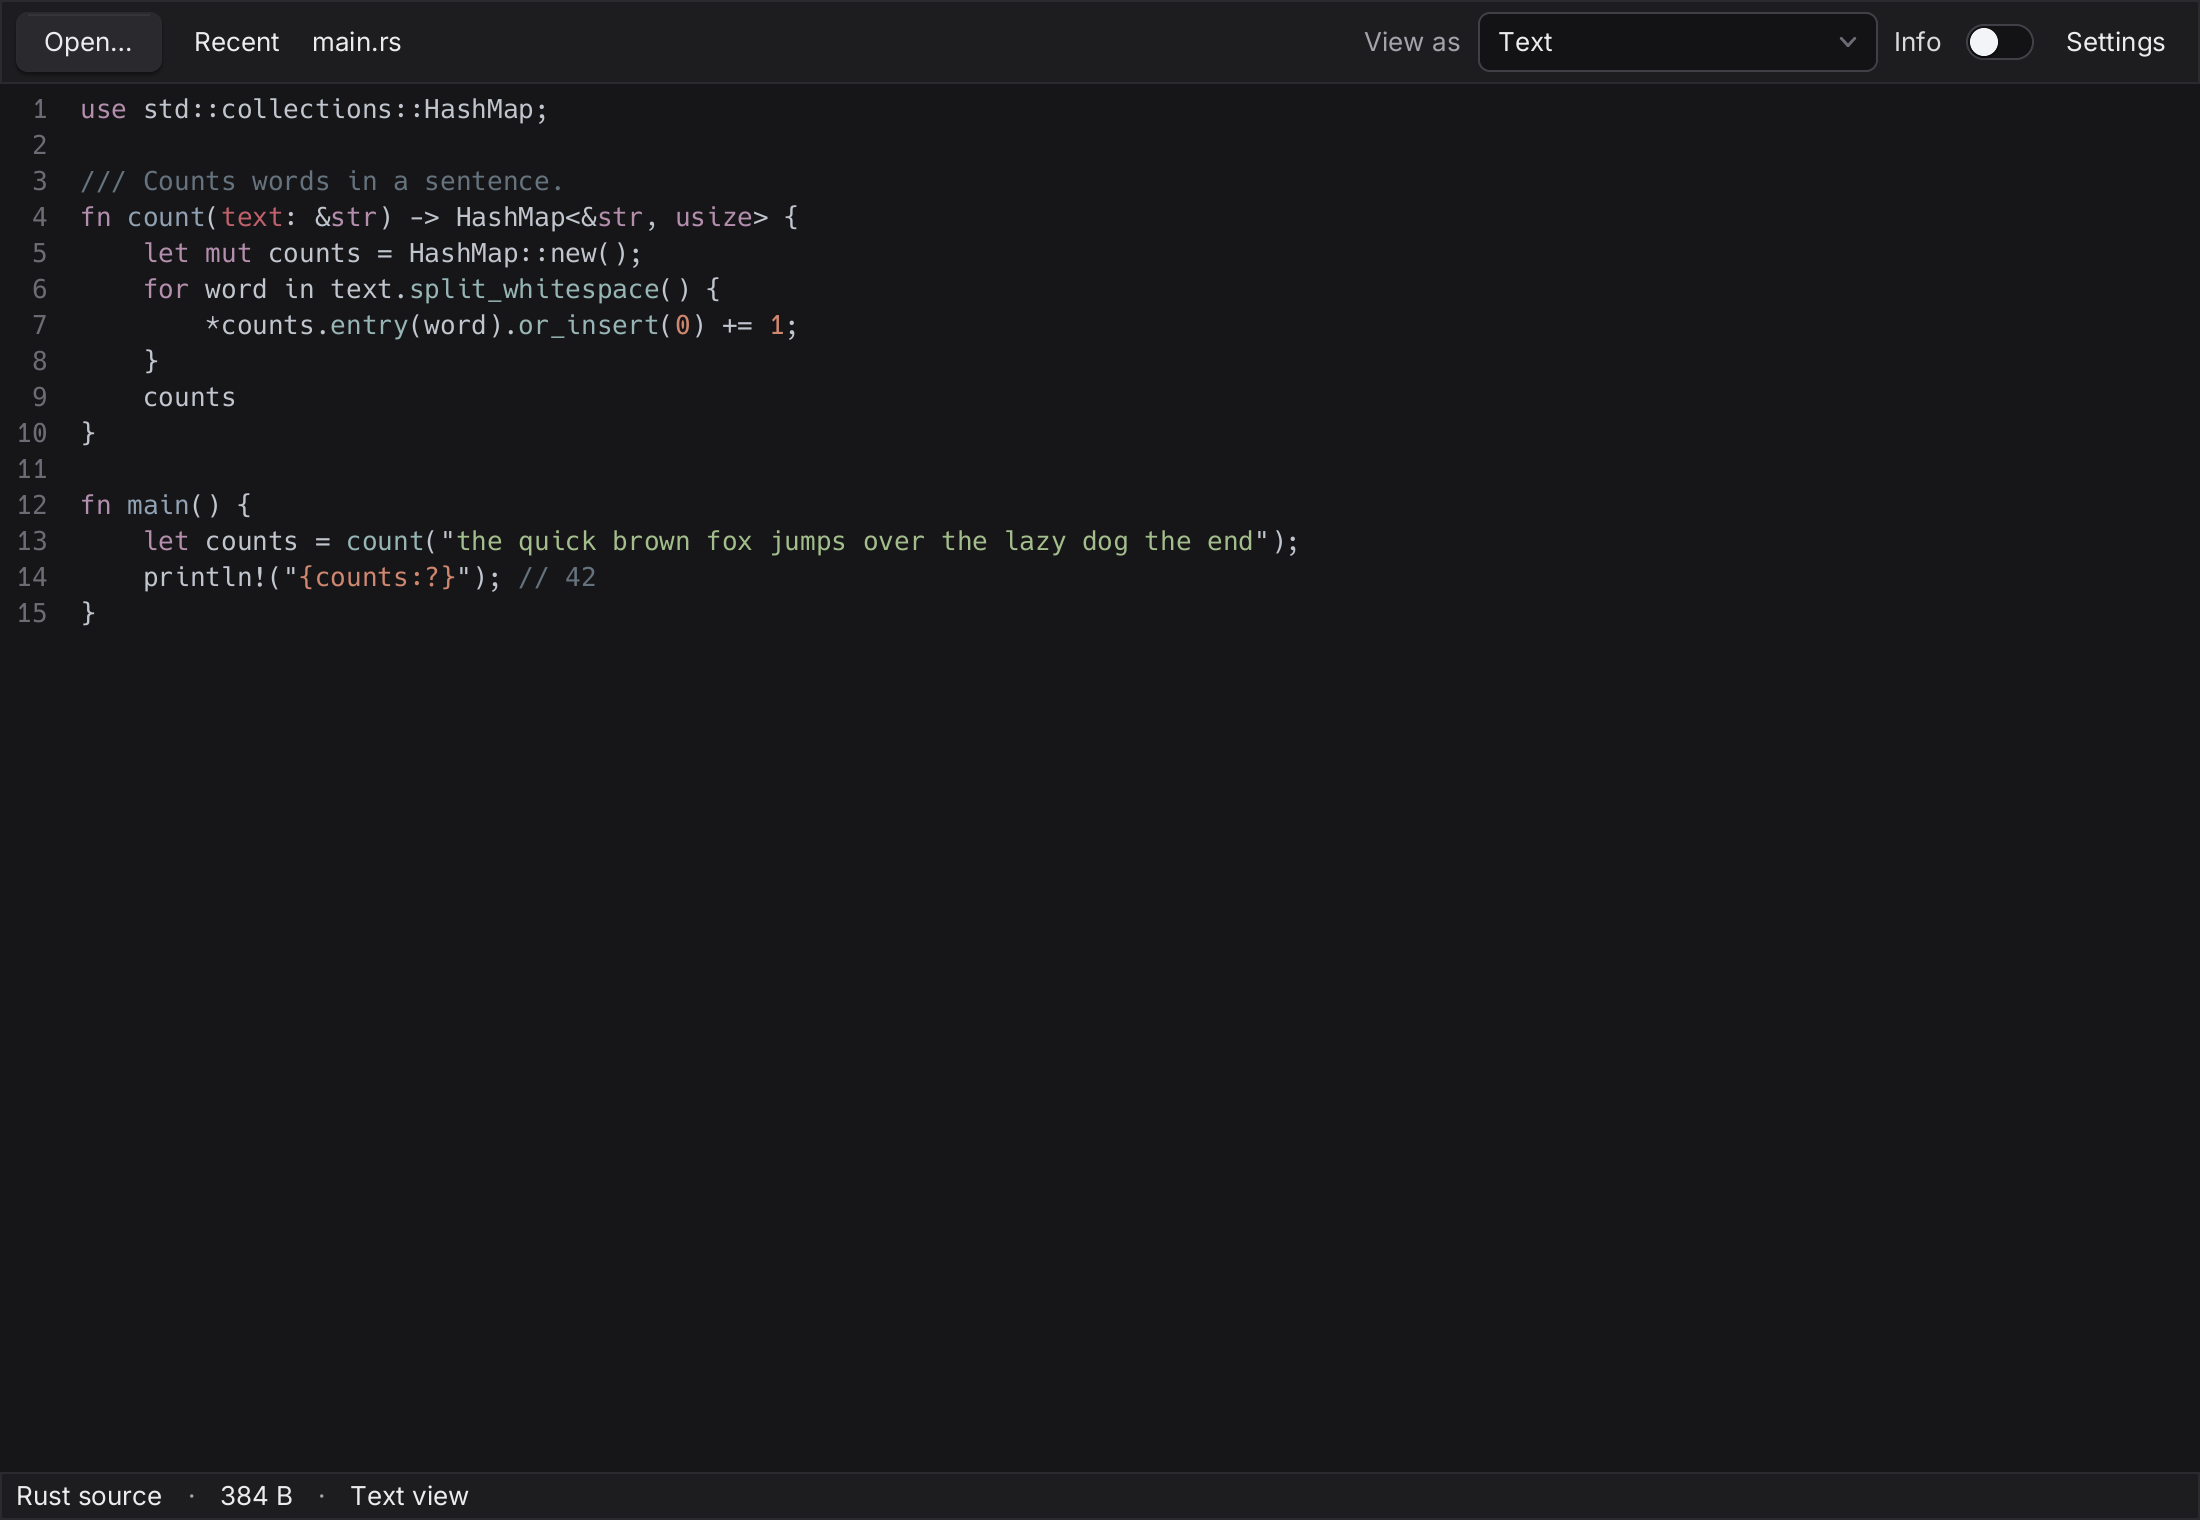 Open... Recent main.rs View as Text Info Settings
1 use std::collections::HashMap;
2
3 /// Counts words in a sentence.
4 fn count(text: &str) -> HashMap<&str, usize> {
5     let mut counts = HashMap::new();
6     for word in text.split_whitespace() {
7         *counts.entry(word).or_insert(0) += 1;
8     }
9     counts
10 }
11
12 fn main() {
13     let counts = count("the quick brown fox jumps over the lazy dog the end");
14     println!("{counts:?}"); // 42
15 }
Rust source · 384 B · Text view